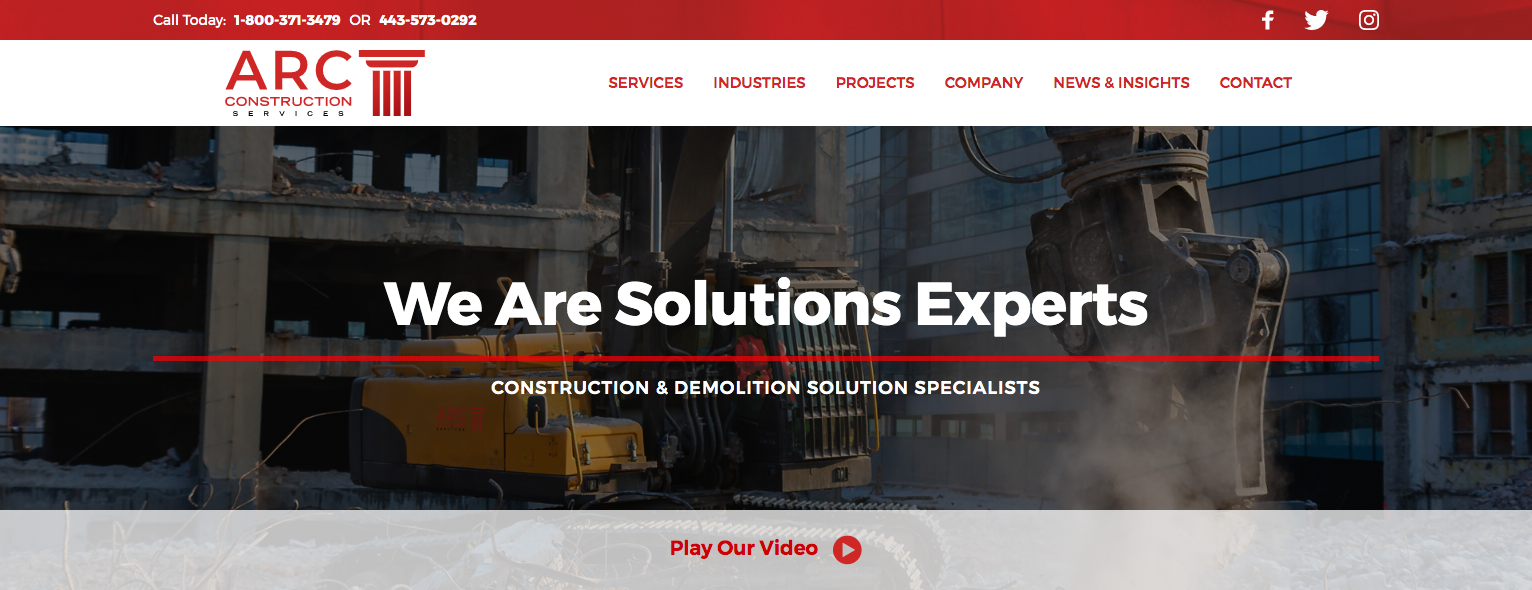 Call Today: 1-800-371-3479 OR 443-573-0292
ARC
CONSTRUCTION
SERVICES
SERVICES INDUSTRIES PROJECTS COMPANY NEWS & INSIGHTS CONTACT
We Are Solutions Experts
CONSTRUCTION & DEMOLITION SOLUTION SPECIALISTS
ARC
Play Our Video